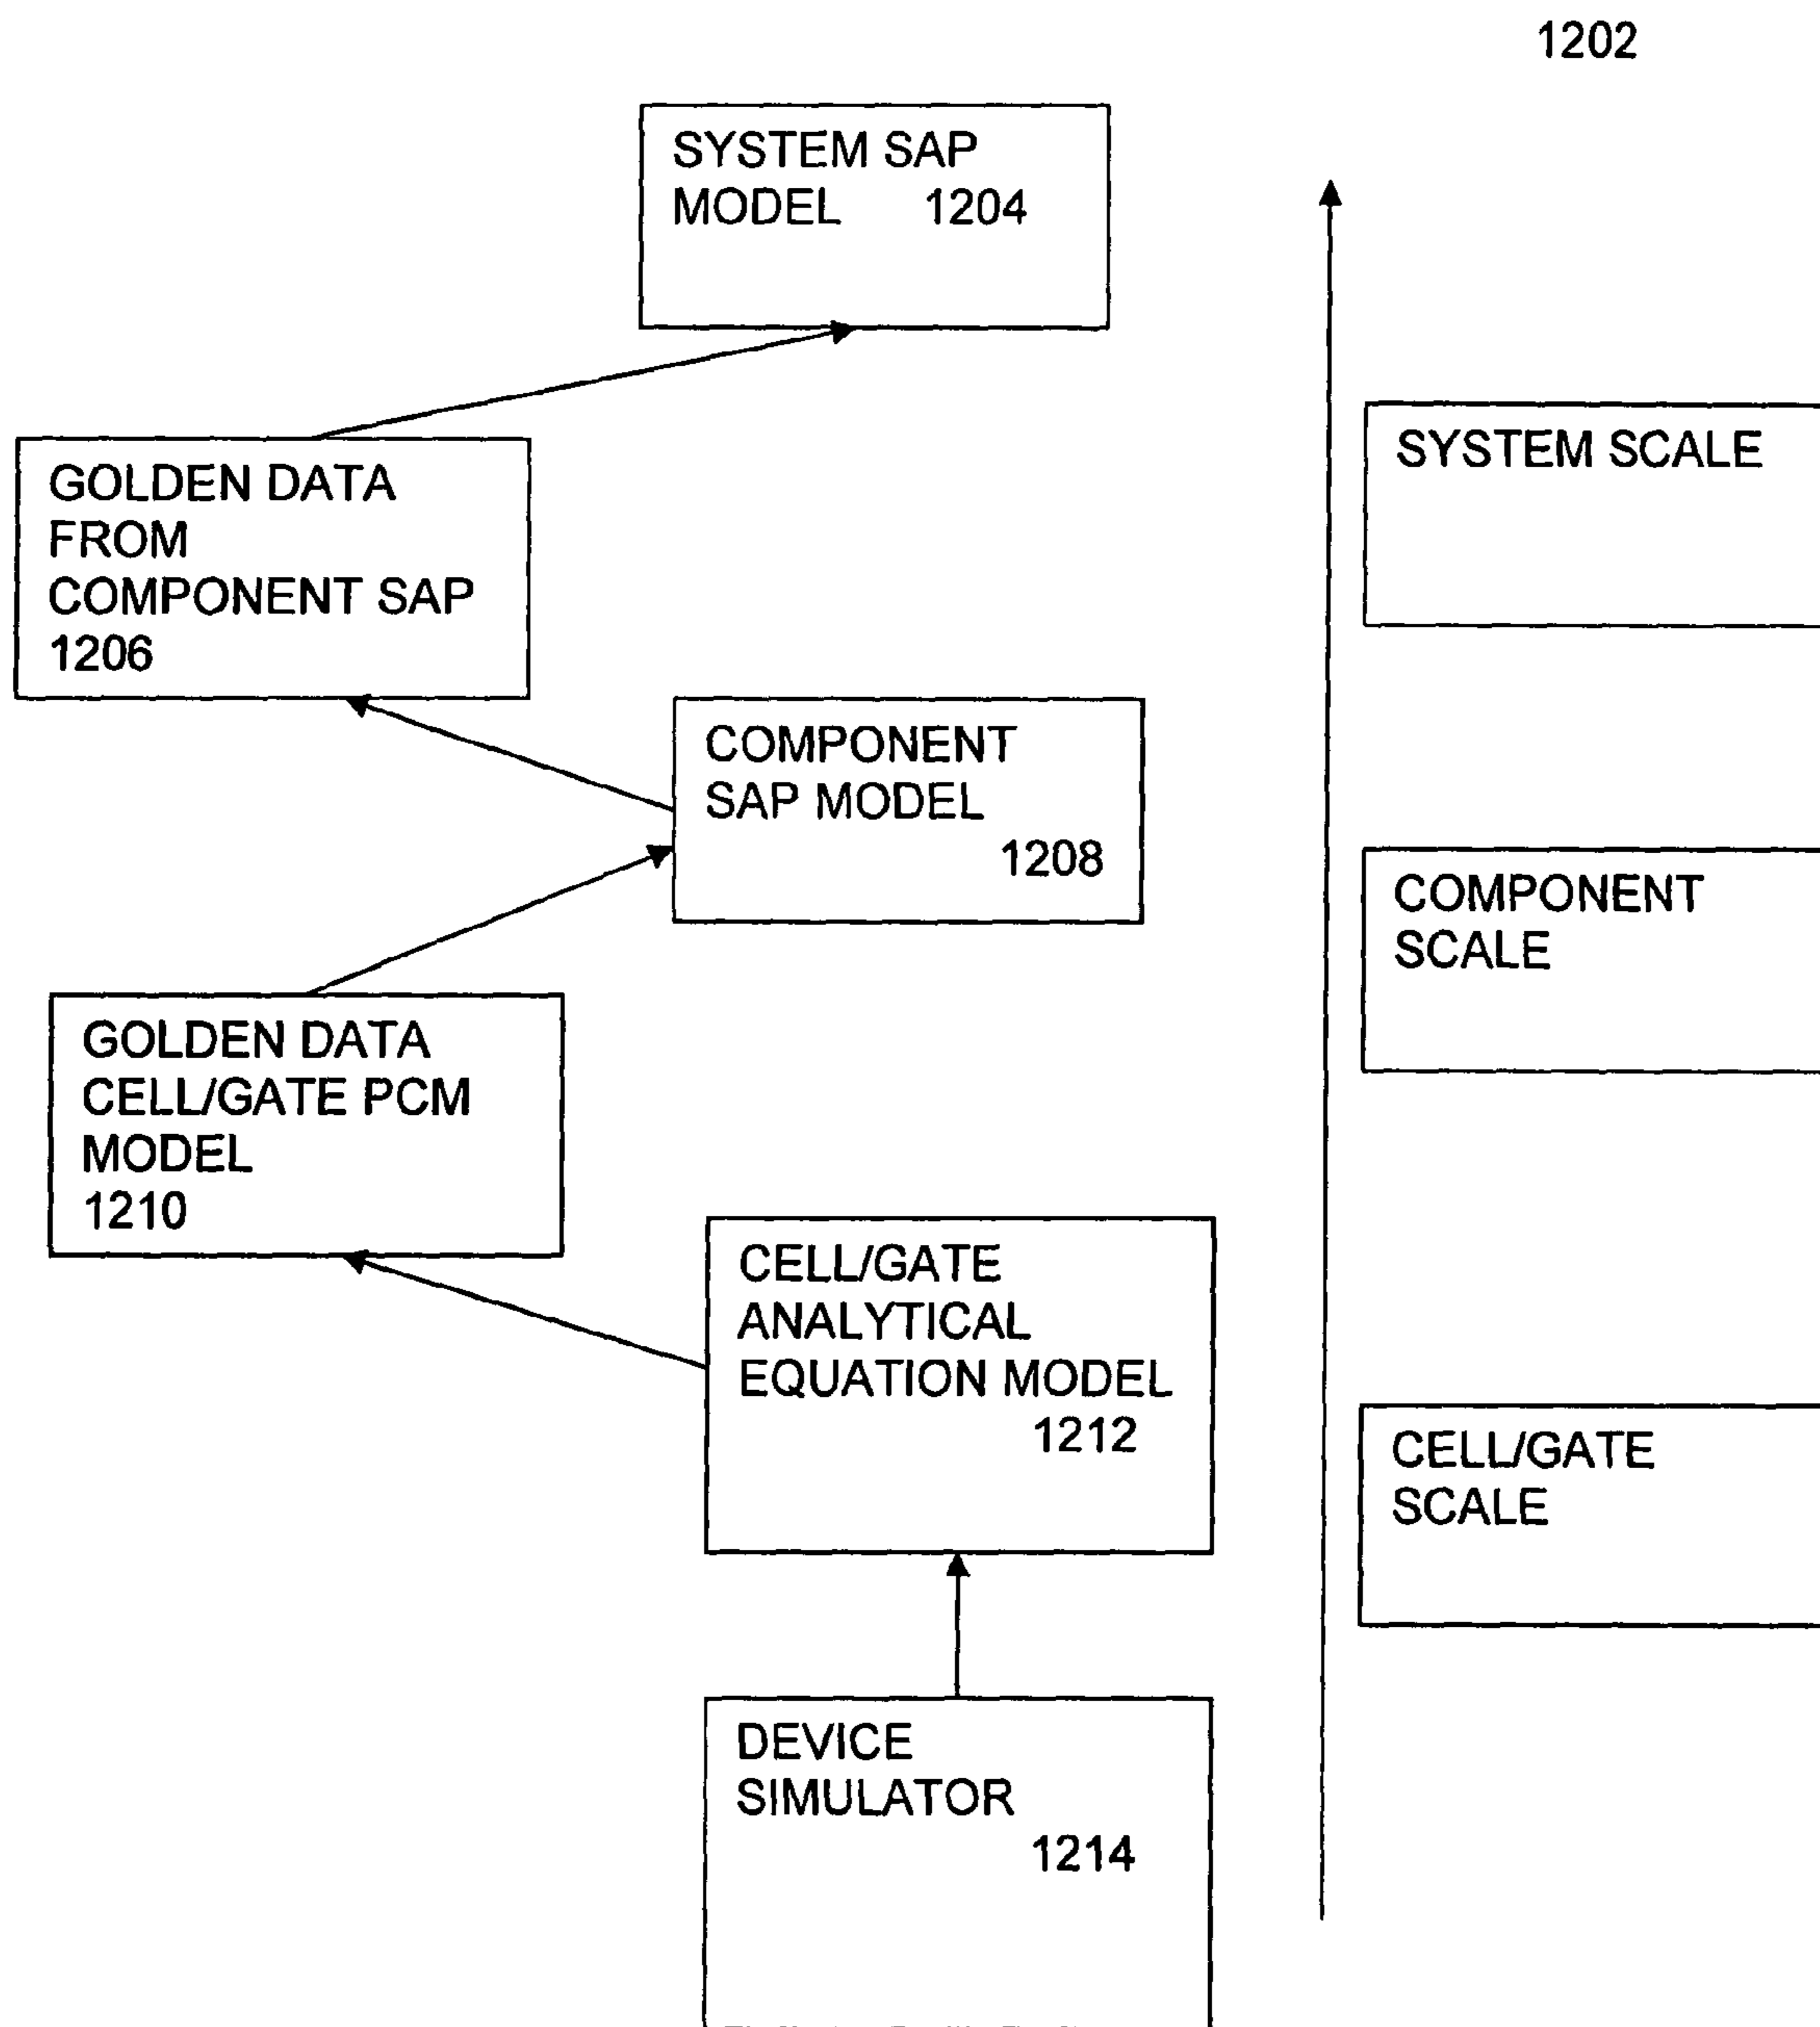 1202
SYSTEM SAP
MODEL 1204
GOLDEN DATA
FROM
COMPONENT SAP
1206
SYSTEM SCALE
COMPONENT
SAP MODEL
1208
COMPONENT
SCALE
GOLDEN DATA
CELL/GATE PCM
MODEL
1210
CELL/GATE
ANALYTICAL
EQUATION MODEL
1212
CELL/GATE
SCALE
DEVICE
SIMULATOR
1214